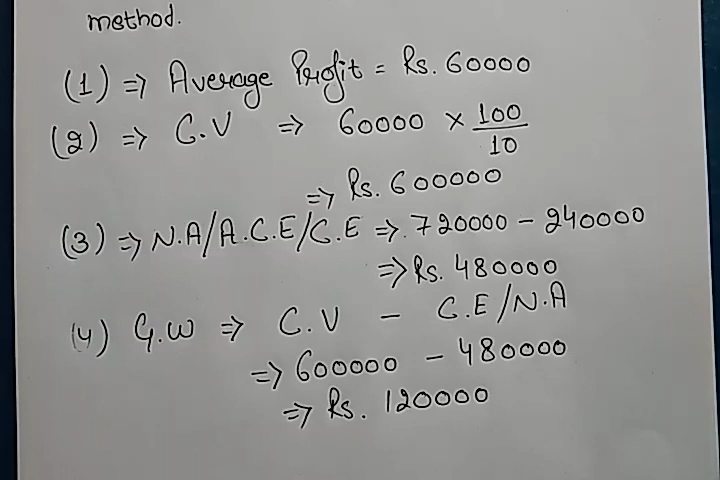 method.
(1) => Average Profit = Rs. 60000
(2) => C.V => 60000 × 100/10
=> Rs. 600000
(3) => N.A/A.C.E/C.E => 720000 - 240000
=> Rs. 480000
(4) G.W => C.V - C.E/N.A
=> 600000 - 480000
=> Rs. 120000